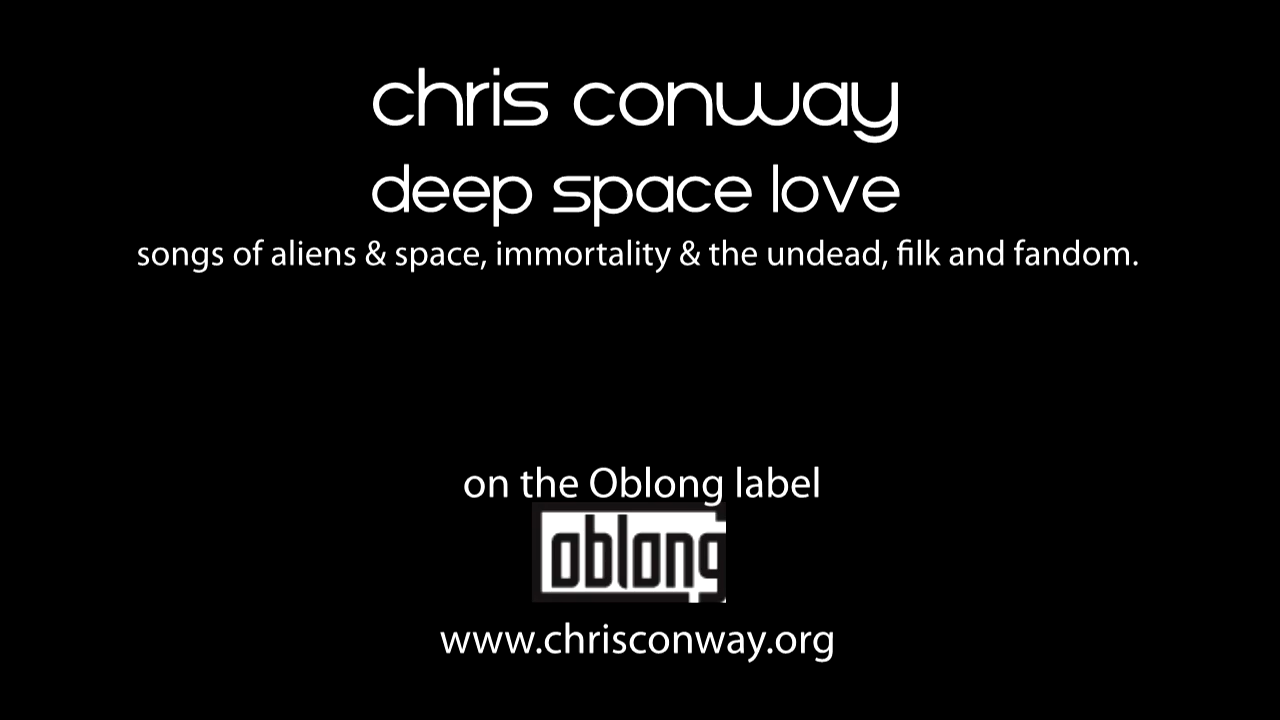 chris conway
deep space love
songs of aliens & space, immortality & the undead, filk and fandom.
on the Oblong label
oblong
www.chrisconway.org